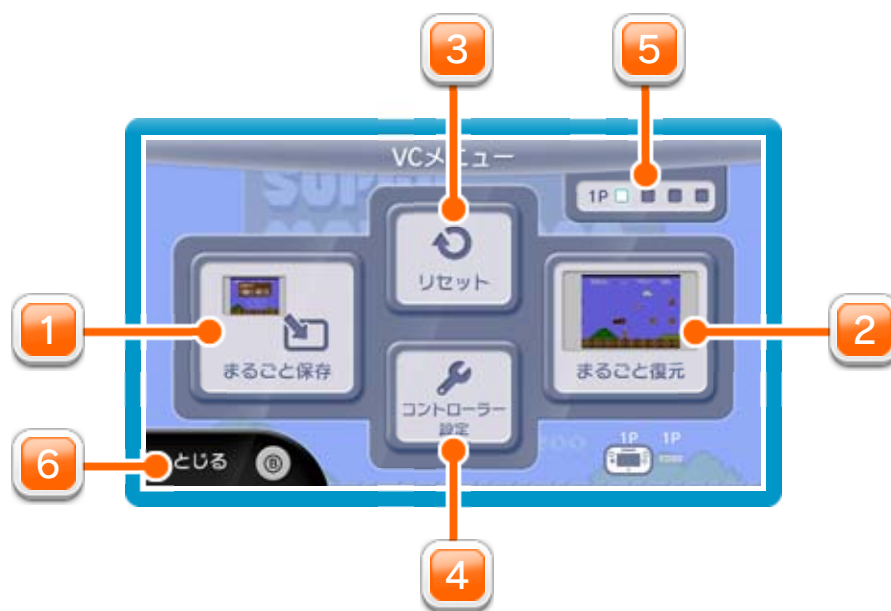 3
5
VCメニュー
SUPER
1P
リセット
1
まるごと保存
2
まるごと復元
コントローラー
設定
1P 1P
6
とじる
B
4